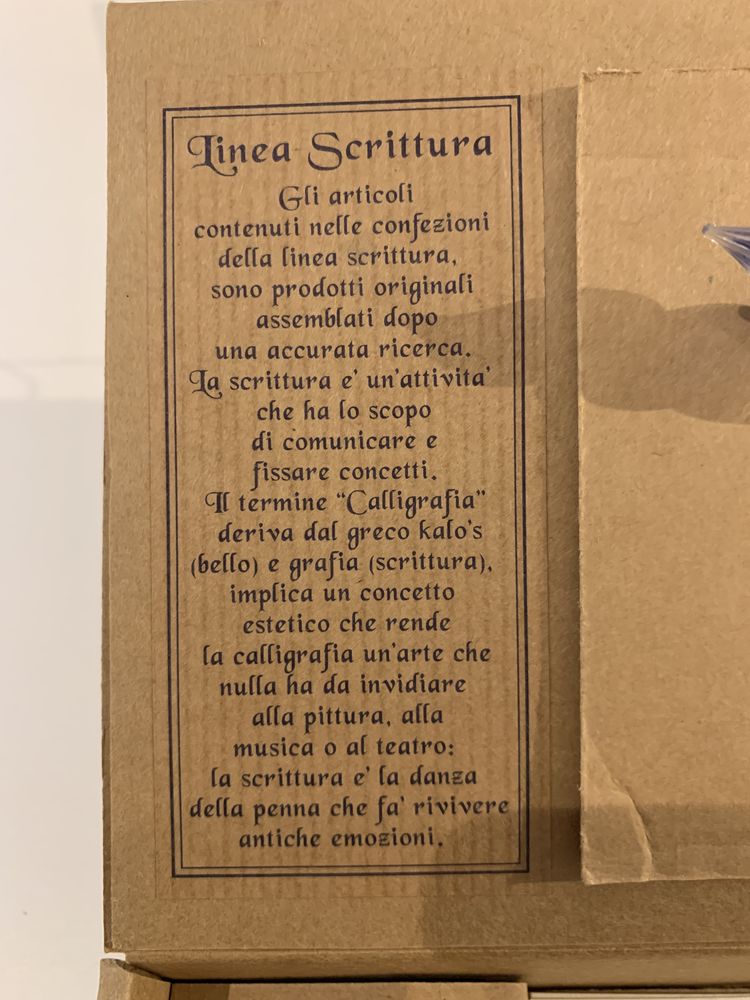 Linea Scrittura
Gli articoli
contenuti nelle confezioni
della linea scrittura,
sono prodotti originali
assemblati dopo
una accurata ricerca.
La scrittura e' un'attivita'
che ha lo scopo
di comunicare e
fissare concetti.
Il termine “Calligrafia”
deriva dal greco kalo's
(bello) e grafia (scrittura),
implica un concetto
estetico che rende
la calligrafia un'arte che
nulla ha da invidiare
alla pittura, alla
musica o al teatro:
la scrittura e' la danza
della penna che fa' rivivere
antiche emozioni.